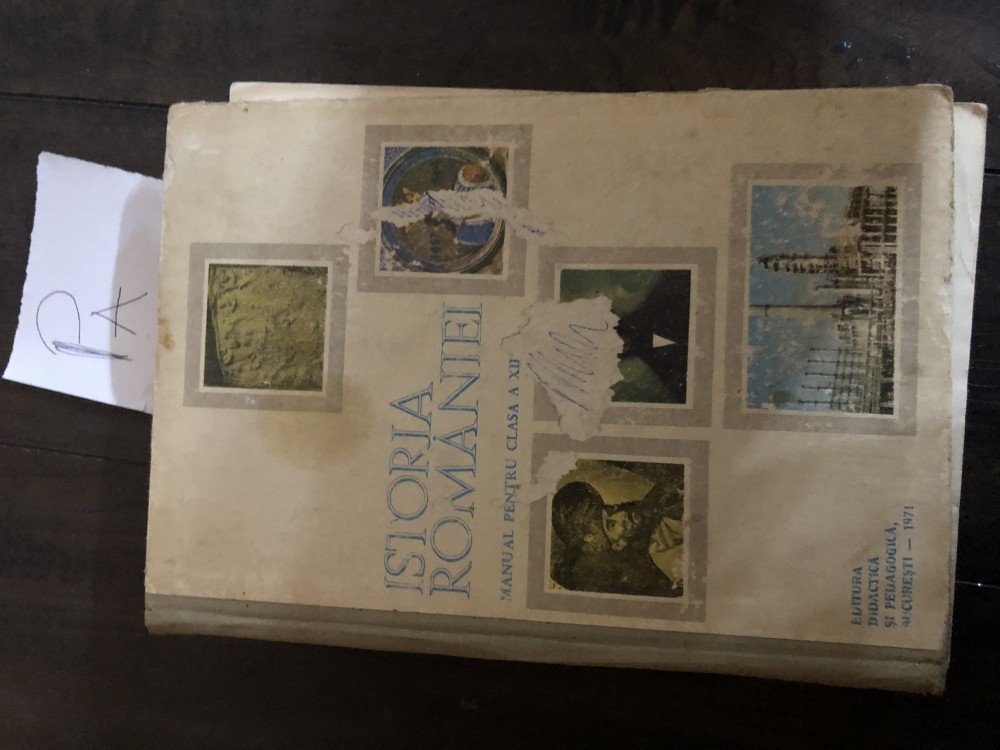 PA
ISTORIA
ROMÂNIEI
MANUAL PENTRU CLASA A XII
EDITURA
DIDACTICĂ
ȘI PEDAGOGICĂ,
BUCUREȘTI — 1971